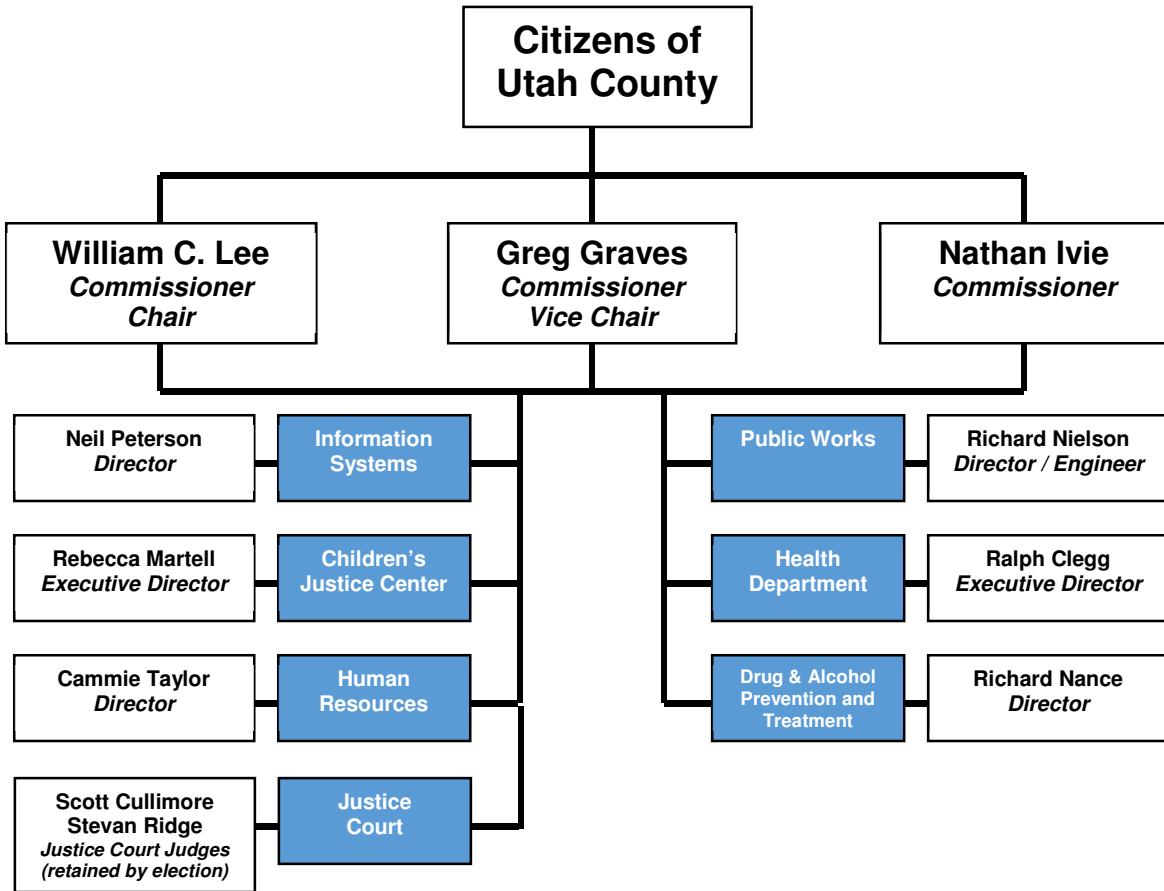 Citizens of
Utah County
William C. Lee
Commissioner
Chair
Greg Graves
Commissioner
Vice Chair
Nathan Ivie
Commissioner
Neil Peterson
Director
Information
Systems
Public Works
Richard Nielson
Director / Engineer
Rebecca Martell
Executive Director
Children’s
Justice Center
Health
Department
Ralph Clegg
Executive Director
Cammie Taylor
Director
Human
Resources
Drug & Alcohol
Prevention and
Treatment
Richard Nance
Director
Scott Cullimore
Stevan Ridge
Justice Court Judges
(retained by election)
Justice
Court